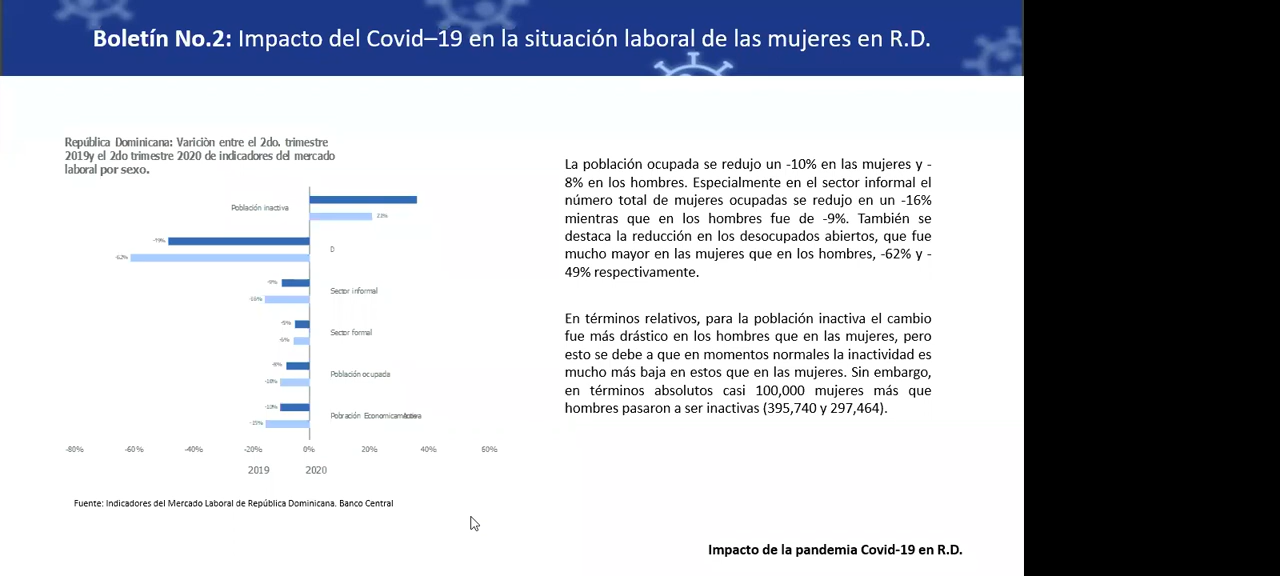 Boletín No.2: Impacto del Covid–19 en la situación laboral de las mujeres en R.D.
República Dominicana: Varición entre el 2do. trimestre
2019y el 2do trimestre 2020 de indicadores del mercado
laboral por sexo.
Población inactiva
21%
D
-62%
Sector informal
-9%
-16%
Sector formal
Población ocupada
-8%
-10%
Pobración
-15%
-80% -60% -40% -20% 0% 20% 40% 60%
2019 2020
Fuente: Indicadores del Mercado Laboral de República Dominicana. Banco Central
La población ocupada se redujo un -10% en las mujeres y -
8% en los hombres. Especialmente en el sector informal el
número total de mujeres ocupadas se redujo en un -16%
mientras que en los hombres fue de -9%. También se
destaca la reducción en los desocupados abiertos, que fue
mucho mayor en las mujeres que en los hombres, -62% y -
49% respectivamente.
En términos relativos, para la población inactiva el cambio
fue más drástico en los hombres que en las mujeres, pero
esto se debe a que en momentos normales la inactividad es
mucho más baja en estos que en las mujeres. Sin embargo,
en términos absolutos casi 100,000 mujeres más que
hombres pasaron a ser inactivas (395,740 y 297,464).
Impacto de la pandemia Covid-19 en R.D.